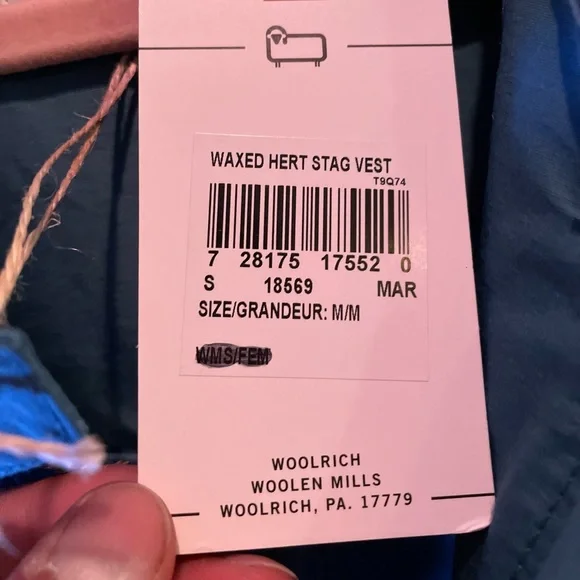 WAXED HERT STAG VEST
T9Q74
7 28175 17552 0
S 18569 MAR
SIZE/GRANDEUR: M/M
WMS/FEM
WOOLRICH
WOOLEN MILLS
WOOLRICH, PA. 17779